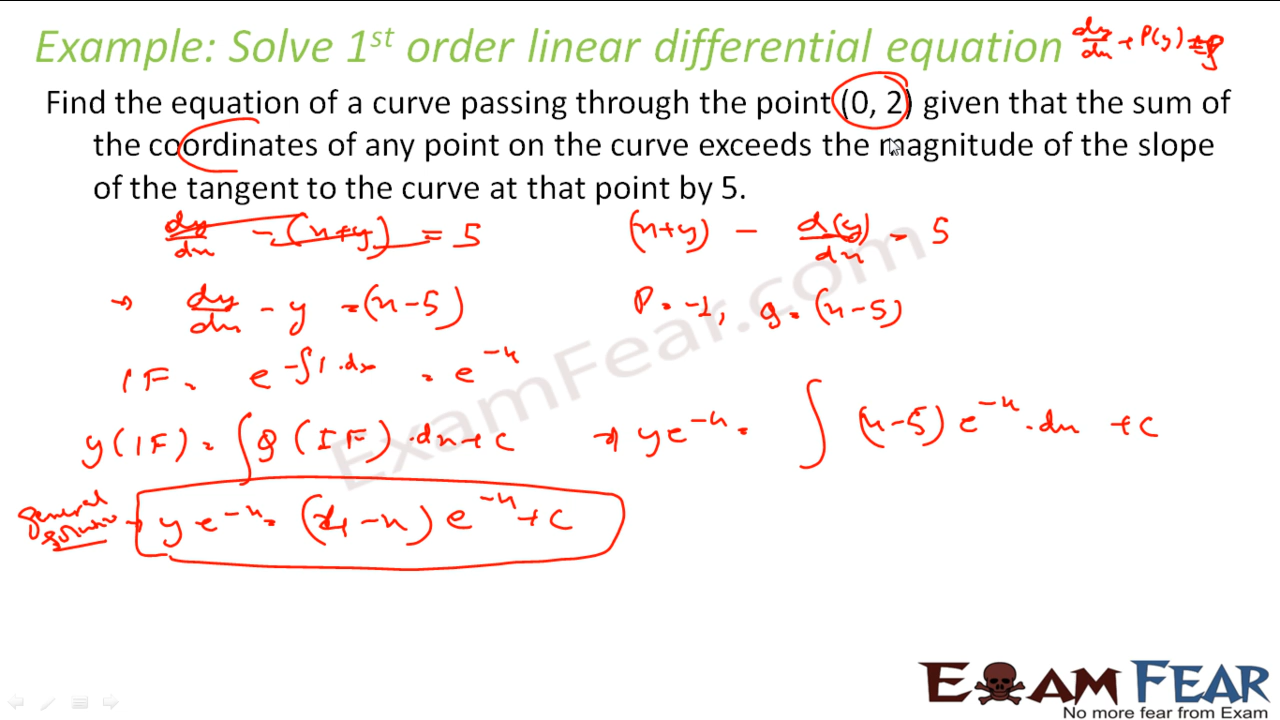 Example: Solve 1st order linear differential equation dy/dx + P(y) = Q
Find the equation of a curve passing through the point (0, 2) given that the sum of
the coordinates of any point on the curve exceeds the magnitude of the slope
of the tangent to the curve at that point by 5.
dy/dx - (x+y) = 5 (x+y) - d(y)/dx = 5
→ dy/dx - y = (x-5) P = -1, Q = (x-5)
IF = e^-∫1.dx = e^-x
y(IF) = ∫Q(IF).dx+C → ye^-x = ∫(x-5)e^-x.dx +C
general solution → ye^-x = (4-x)e^-x + C
ExamFear.com
EXAM FEAR
No more fear from Exam